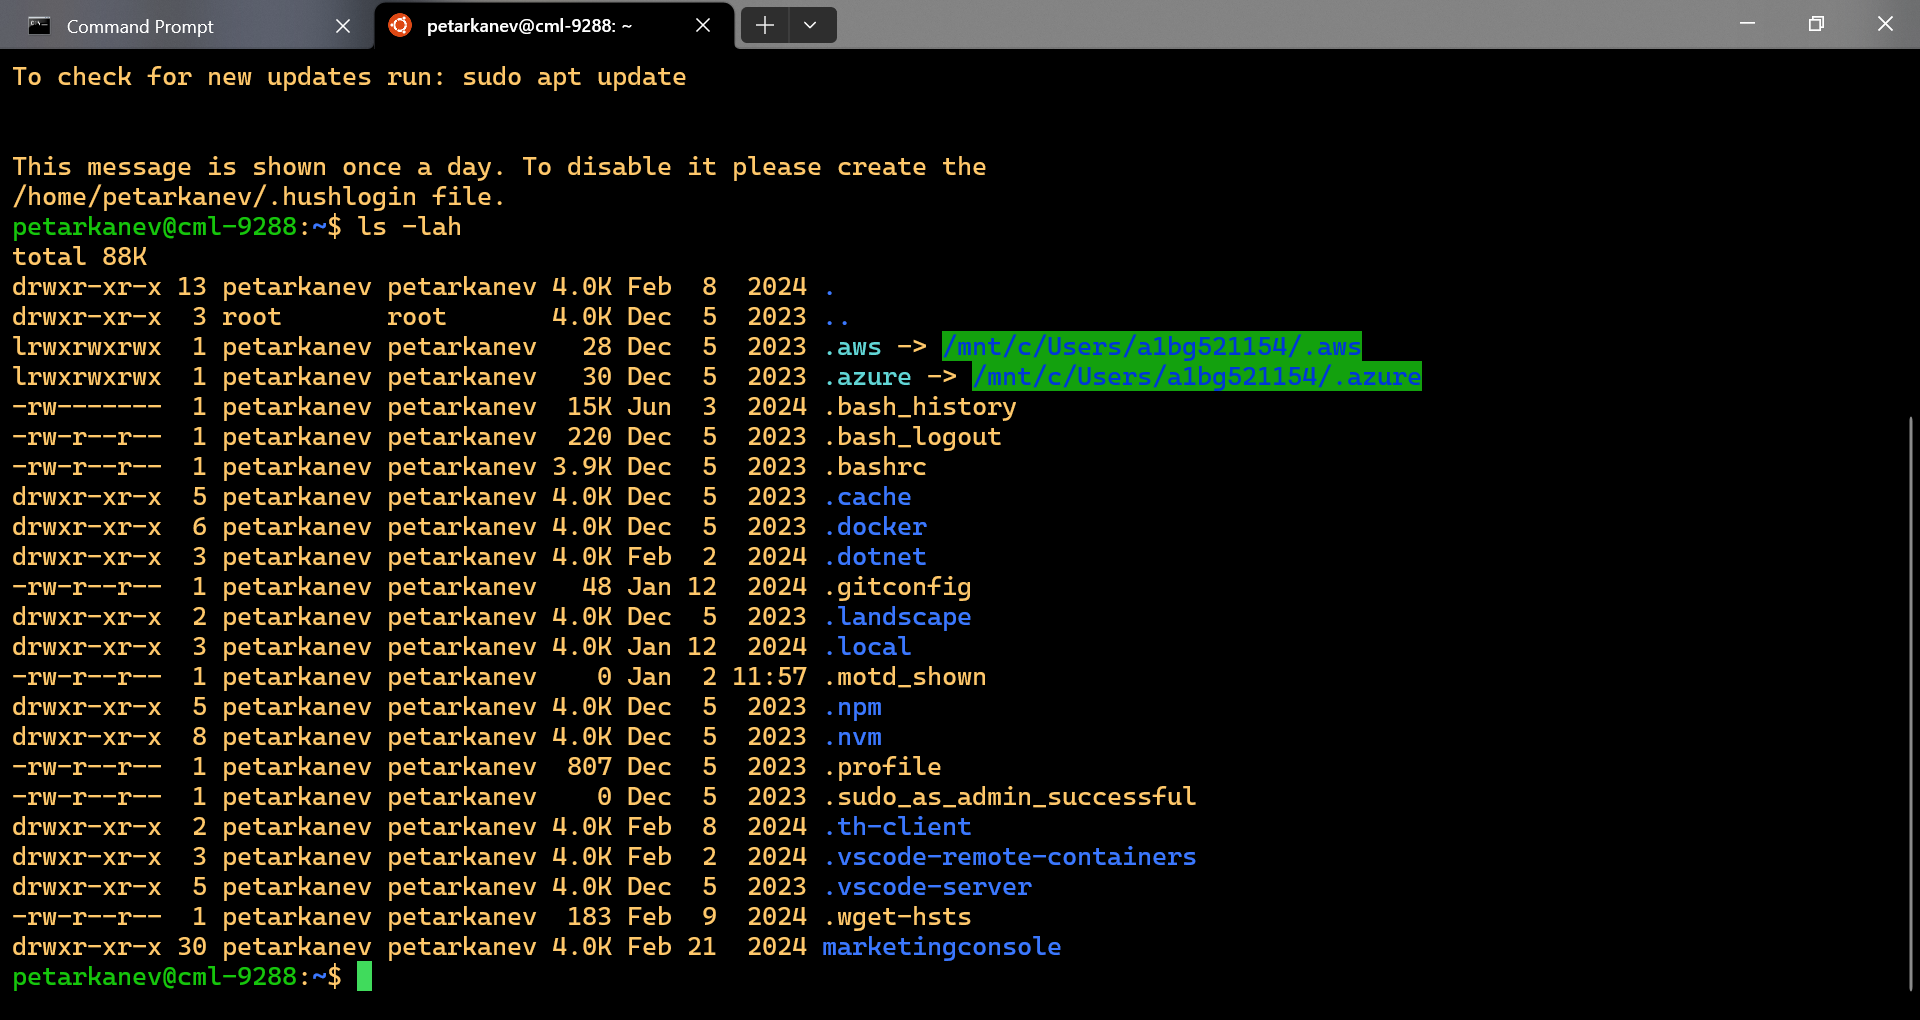 Command Prompt
petarkanev@cml-9288: ~
To check for new updates run: sudo apt update
This message is shown once a day. To disable it please create the
/home/petarkanev/.hushlogin file.
petarkanev@cml-9288:~$ ls -lah
total 88K
drwxr-xr-x 13 petarkanev petarkanev 4.0K Feb  8  2024 .
drwxr-xr-x  3 root       root       4.0K Dec  5  2023 ..
lrwxrwxrwx  1 petarkanev petarkanev   28 Dec  5  2023 .aws -> /mnt/c/Users/a1bg521154/.aws
lrwxrwxrwx  1 petarkanev petarkanev   30 Dec  5  2023 .azure -> /mnt/c/Users/a1bg521154/.azure
-rw-------  1 petarkanev petarkanev  15K Jun  3  2024 .bash_history
-rw-r--r--  1 petarkanev petarkanev  220 Dec  5  2023 .bash_logout
-rw-r--r--  1 petarkanev petarkanev 3.9K Dec  5  2023 .bashrc
drwxr-xr-x  5 petarkanev petarkanev 4.0K Dec  5  2023 .cache
drwxr-xr-x  6 petarkanev petarkanev 4.0K Dec  5  2023 .docker
drwxr-xr-x  3 petarkanev petarkanev 4.0K Feb  2  2024 .dotnet
-rw-r--r--  1 petarkanev petarkanev   48 Jan 12  2024 .gitconfig
drwxr-xr-x  2 petarkanev petarkanev 4.0K Dec  5  2023 .landscape
drwxr-xr-x  3 petarkanev petarkanev 4.0K Jan 12  2024 .local
-rw-r--r--  1 petarkanev petarkanev    0 Jan  2 11:57 .motd_shown
drwxr-xr-x  5 petarkanev petarkanev 4.0K Dec  5  2023 .npm
drwxr-xr-x  8 petarkanev petarkanev 4.0K Dec  5  2023 .nvm
-rw-r--r--  1 petarkanev petarkanev  807 Dec  5  2023 .profile
-rw-r--r--  1 petarkanev petarkanev    0 Dec  5  2023 .sudo_as_admin_successful
drwxr-xr-x  2 petarkanev petarkanev 4.0K Feb  8  2024 .th-client
drwxr-xr-x  3 petarkanev petarkanev 4.0K Feb  2  2024 .vscode-remote-containers
drwxr-xr-x  5 petarkanev petarkanev 4.0K Dec  5  2023 .vscode-server
-rw-r--r--  1 petarkanev petarkanev  183 Feb  9  2024 .wget-hsts
drwxr-xr-x 30 petarkanev petarkanev 4.0K Feb 21  2024 marketingconsole
petarkanev@cml-9288:~$